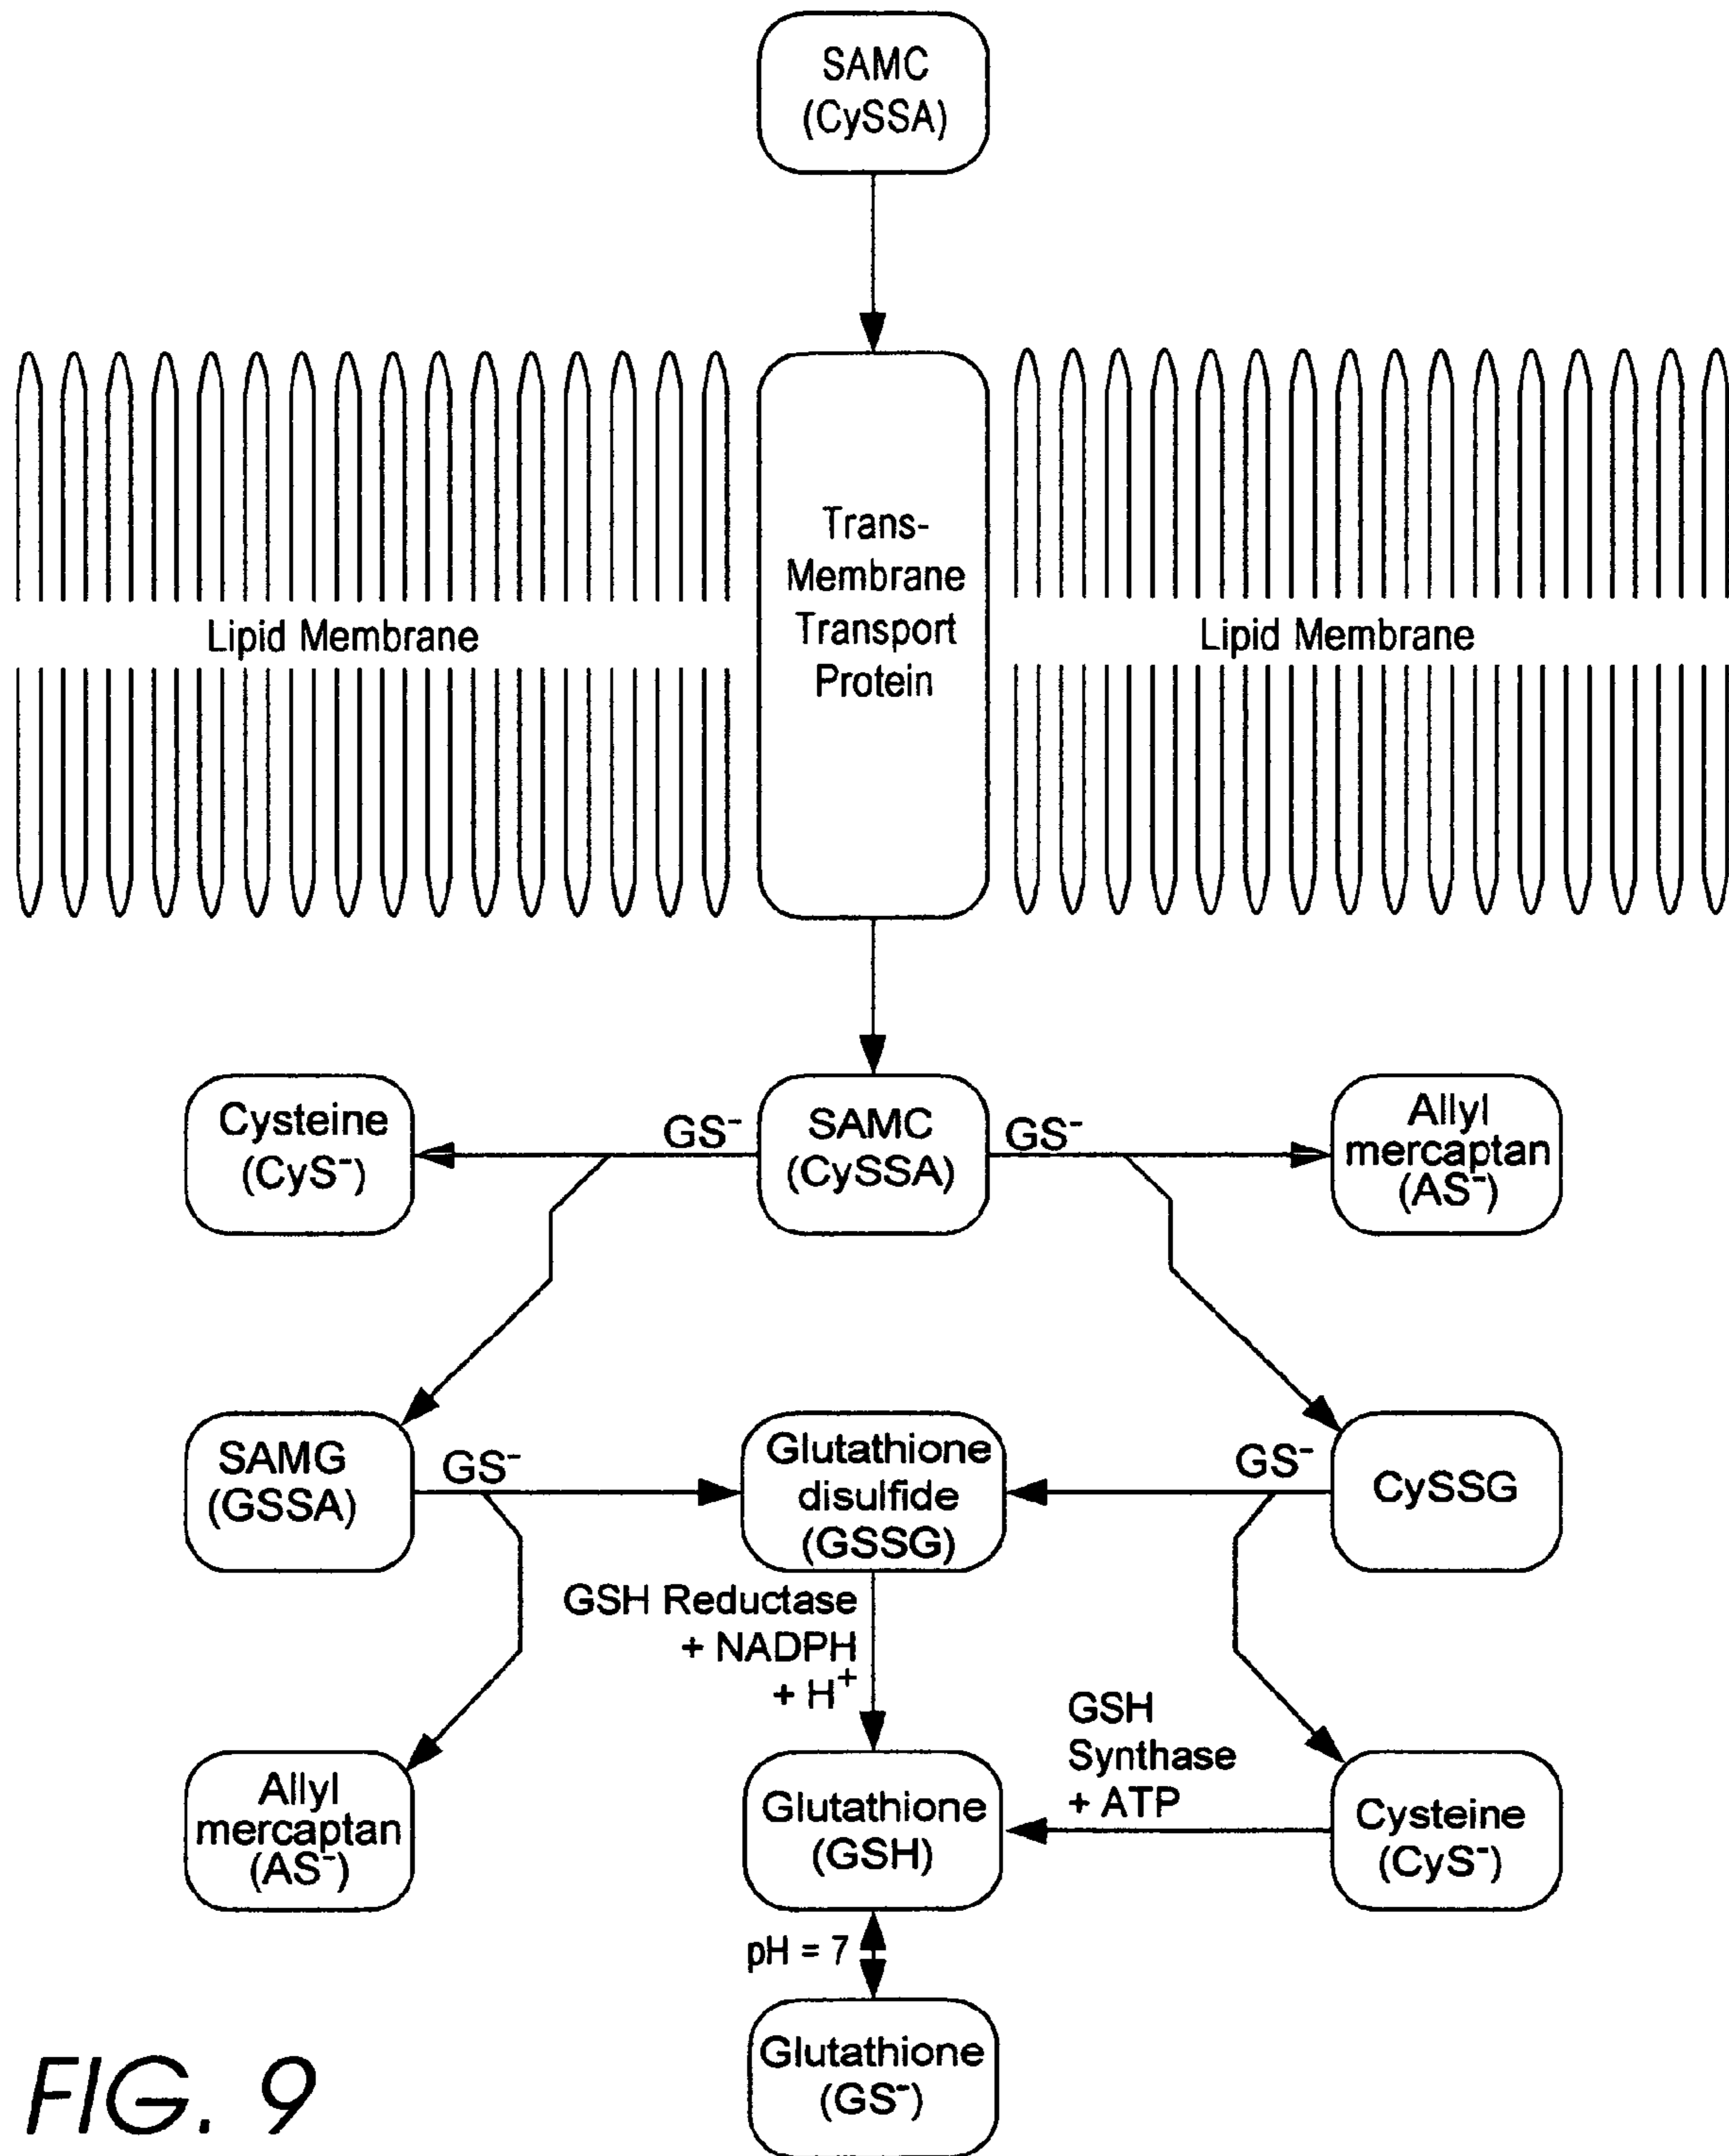 SAMC
(CySSA)
Trans-
Membrane
Transport
Protein
Lipid Membrane
Lipid Membrane
Cysteine
(CyS⁻)
GS⁻
SAMC
(CySSA)
GS⁻
Allyl
mercaptan
(AS⁻)
SAMG
(GSSA)
GS⁻
Glutathione
disulfide
(GSSG)
GS⁻
CySSG
GSH Reductase
+ NADPH
+ H⁺
GSH
Synthase
+ ATP
Allyl
mercaptan
(AS⁻)
Glutathione
(GSH)
Cysteine
(CyS⁻)
pH = 7
Glutathione
(GS⁻)
FIG. 9